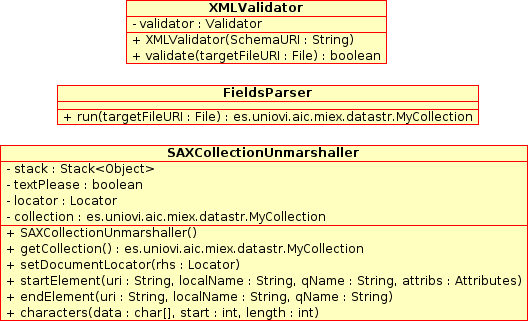 XMLValidator
- validator : Validator
+ XMLValidator(SchemaURI : String)
+ validate(targetFileURI : File) : boolean
FieldsParser
+ run(targetFileURI : File) : es.uniovi.aic.miex.datastr.MyCollection
SAXCollectionUnmarshaller
- stack : Stack<Object>
- textPlease : boolean
- locator : Locator
- collection : es.uniovi.aic.miex.datastr.MyCollection
+ SAXCollectionUnmarshaller()
+ getCollection() : es.uniovi.aic.miex.datastr.MyCollection
+ setDocumentLocator(rhs : Locator)
+ startElement(uri : String, localName : String, qName : String, attribs : Attributes)
+ endElement(uri : String, localName : String, qName : String)
+ characters(data : char[], start : int, length : int)